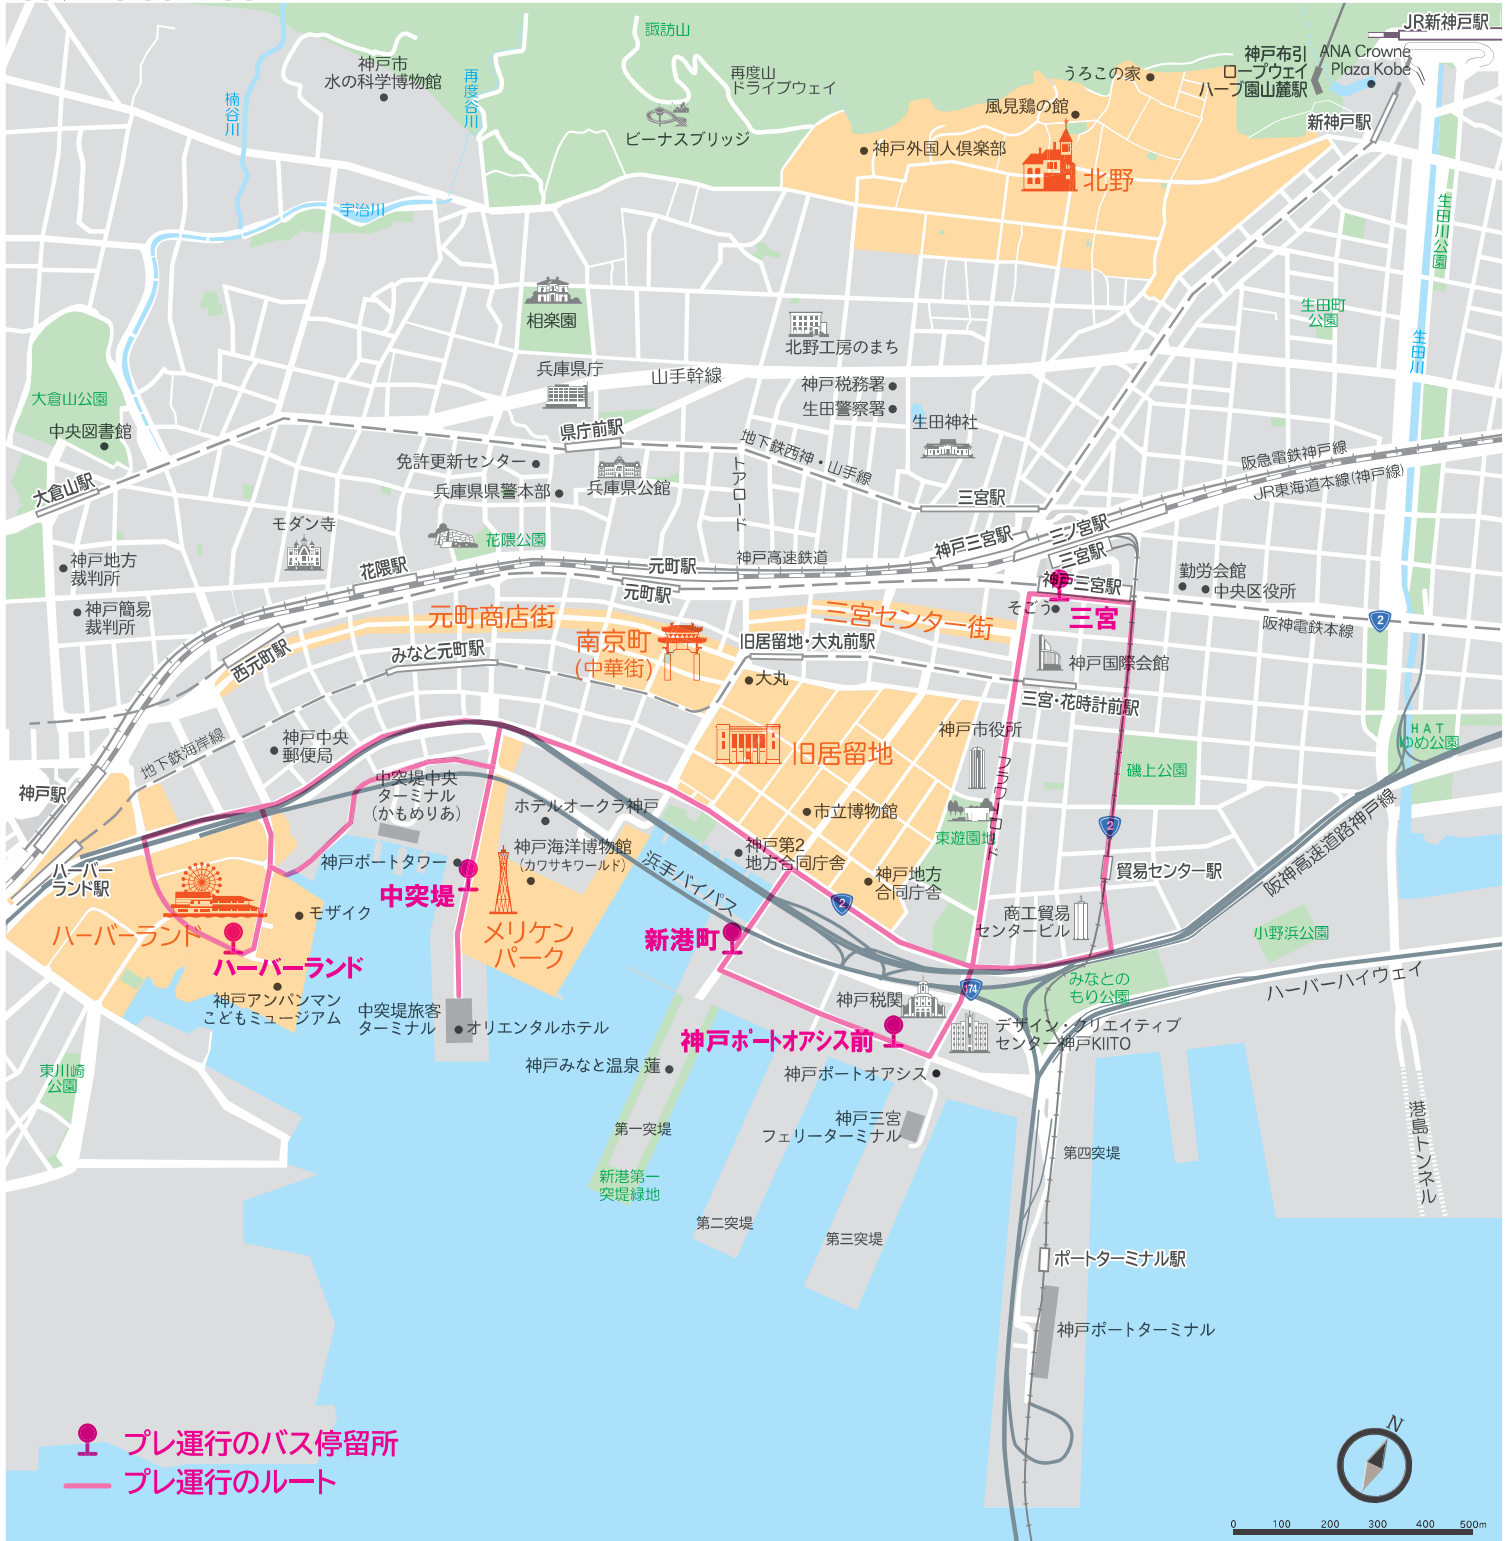 JR新神戸駅
諏訪山
神戸布引
ロープウェイ
ハーブ園山麓駅
ANA Crowne
Plaza Kobe
神戸市
水の科学博物館
再度谷川
楠谷川
再度山
ドライブウェイ
うろこの家
風見鶏の館
新神戸駅
ビーナスブリッジ
神戸外国人倶楽部
北野
宇治川
生田川公園
相楽園
北野工房のまち
生田町
公園
生田川
兵庫県庁
山手幹線
神戸税務署
生田警察署
大倉山公園
中央図書館
県庁前駅
生田神社
地下鉄西神・山手線
トアロード
免許更新センター
兵庫県県警本部
兵庫県公館
大倉山駅
阪急電鉄神戸線
JR東海道本線(神戸線)
三宮駅
モダン寺
花隈公園
神戸三宮駅
三ノ宮駅
三宮駅
神戸地方
裁判所
花隈駅
元町駅
神戸高速鉄道
元町駅
神戸三宮駅
勤労会館
中央区役所
神戸簡易
裁判所
元町商店街
三宮センター街
そごう
三宮
阪神電鉄本線
2
南京町
(中華街)
旧居留地・大丸前駅
西元町駅
みなと元町駅
大丸
神戸国際会館
三宮・花時計前駅
地下鉄海岸線
神戸中央
郵便局
旧居留地
神戸市役所
フラワーロード
磯上公園
HAT
ゆめ公園
神戸駅
中突堤中央
ターミナル
(かもめりあ)
ホテルオークラ神戸
市立博物館
東遊園地
2
阪神高速道路神戸線
ハーバー
ランド駅
神戸ポートタワー
中突堤
神戸海洋博物館
(カワサキワールド)
浜手バイパス
神戸第2
地方合同庁舎
神戸地方
合同庁舎
貿易センター駅
2
モザイク
ハーバーランド
ハーバーランド
メリケン
パーク
新港町
商工貿易
センタービル
小野浜公園
神戸アンパンマン
こどもミュージアム
中突堤旅客
ターミナル
オリエンタルホテル
神戸税関
174
みなとの
もり公園
ハーバーハイウェイ
神戸ポートオアシス前
デザイン・クリエイティブ
センター神戸KIITO
東川崎
公園
神戸みなと温泉 蓮
神戸ポートオアシス
第一突堤
神戸三宮
フェリーターミナル
第四突堤
港島トンネル
新港第一
突堤緑地
第二突堤
第三突堤
ポートターミナル駅
神戸ポートターミナル
プレ運行のバス停留所
プレ運行のルート
N
0 100 200 300 400 500m